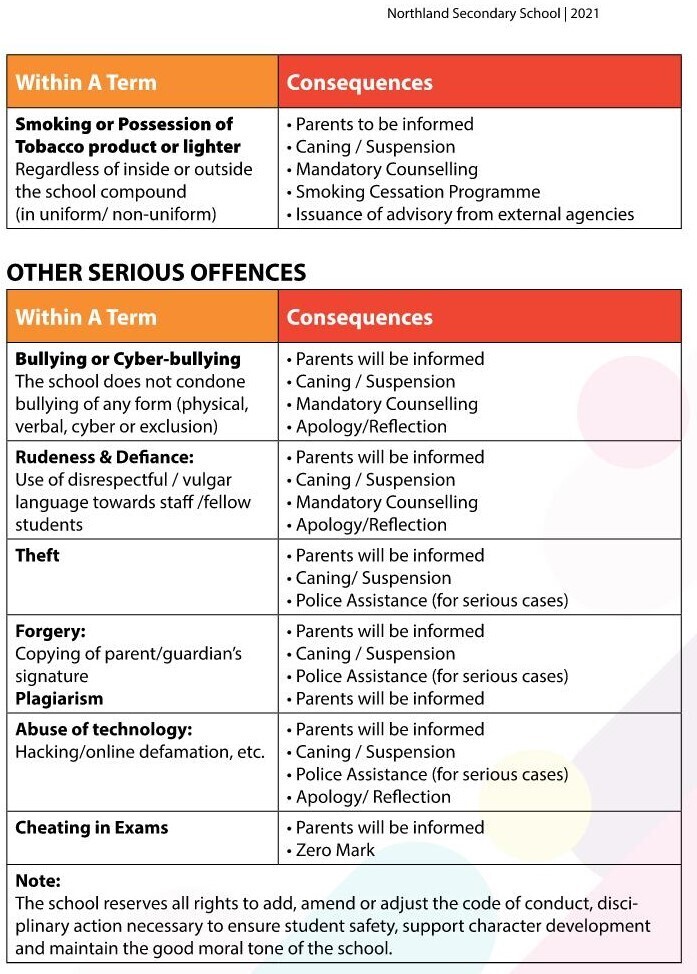 Northland Secondary School | 2021
Within A Term
Consequences
Smoking or Possession of
Tobacco product or lighter
Regardless of inside or outside
the school compound
(in uniform/ non-uniform)
• Parents to be informed
• Caning / Suspension
• Mandatory Counselling
• Smoking Cessation Programme
• Issuance of advisory from external agencies
OTHER SERIOUS OFFENCES
Within A Term
Consequences
Bullying or Cyber-bullying
The school does not condone
bullying of any form (physical,
verbal, cyber or exclusion)
• Parents will be informed
• Caning / Suspension
• Mandatory Counselling
• Apology/Reflection
Rudeness & Defiance:
Use of disrespectful / vulgar
language towards staff /fellow
students
• Parents will be informed
• Caning / Suspension
• Mandatory Counselling
• Apology/Reflection
Theft
• Parents will be informed
• Caning/ Suspension
• Police Assistance (for serious cases)
Forgery:
Copying of parent/guardian's
signature
Plagiarism
• Parents will be informed
• Caning / Suspension
• Police Assistance (for serious cases)
• Parents will be informed
Abuse of technology:
Hacking/online defamation, etc.
• Parents will be informed
• Caning / Suspension
• Police Assistance (for serious cases)
• Apology/ Reflection
Cheating in Exams
• Parents will be informed
• Zero Mark
Note:
The school reserves all rights to add, amend or adjust the code of conduct, disci-
plinary action necessary to ensure student safety, support character development
and maintain the good moral tone of the school.